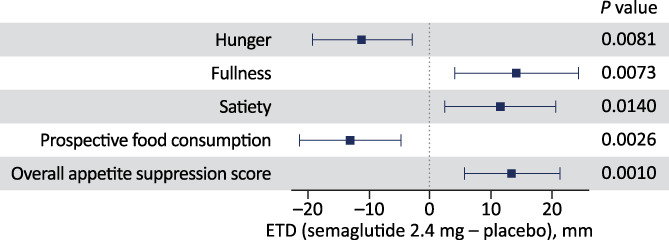 P value
Hunger 0.0081
Fullness 0.0073
Satiety 0.0140
Prospective food consumption 0.0026
Overall appetite suppression score 0.0010
−20 −10 0 10 20
ETD (semaglutide 2.4 mg – placebo), mm